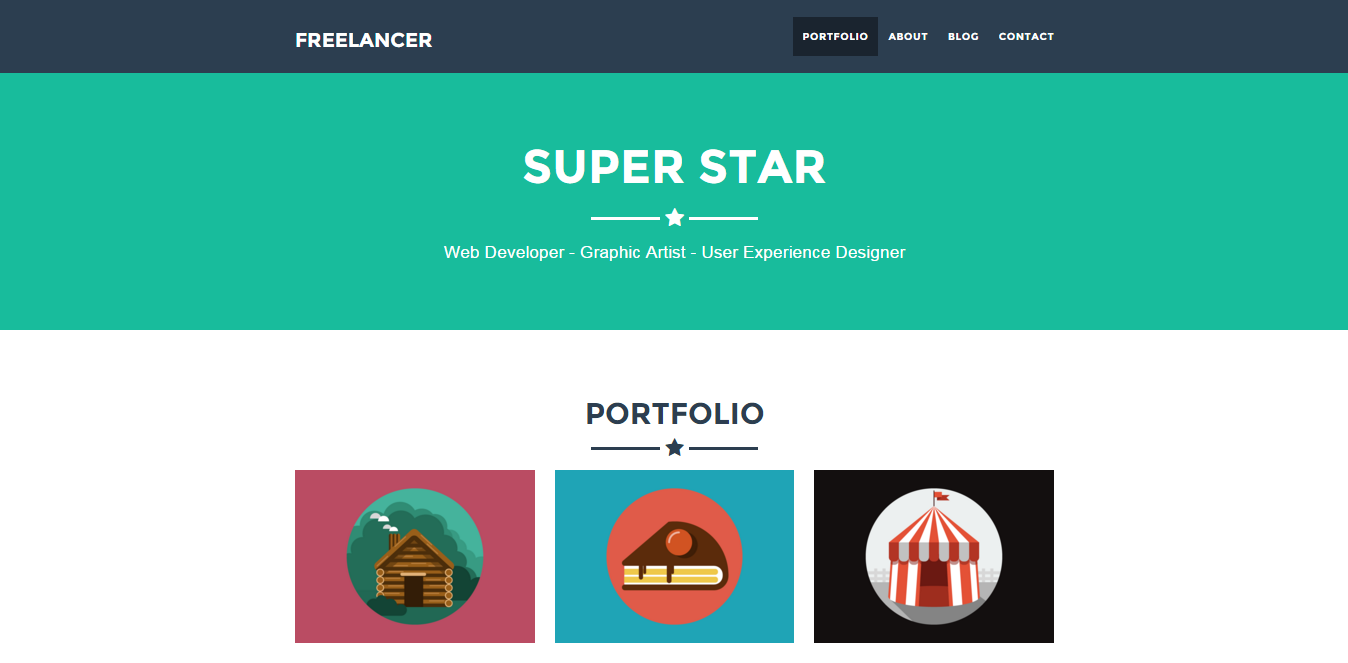 FREELANCER
PORTFOLIO ABOUT BLOG CONTACT
SUPER STAR
Web Developer - Graphic Artist - User Experience Designer
PORTFOLIO